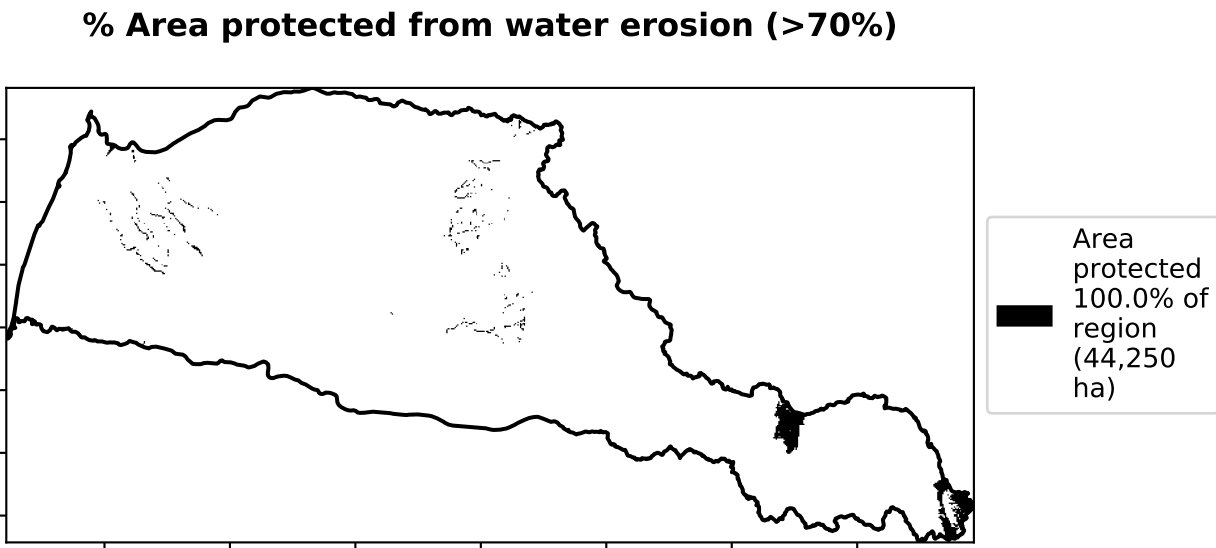 % Area protected from water erosion (>70%)
Area
protected
100.0% of
region
(44,250
ha)